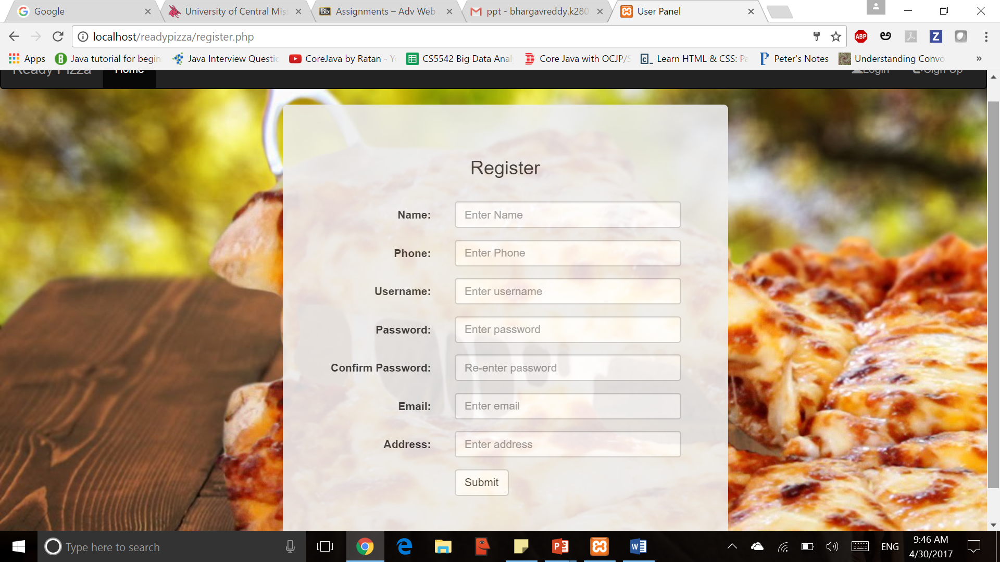 Google
University of Central Mis
Assignments – Adv Web
ppt - bhargavreddy.k280
User Panel
localhost/readypizza/register.php
ABP
Z
Apps
Java tutorial for begin
Java Interview Questic
CoreJava by Ratan - Yo
CS5542 Big Data Anal
Core Java with OCJP/S
Learn HTML & CSS: Pa
Peter's Notes
Understanding Convo
»
Ready Pizza
Home
Login
Sign Up
Register
Name:
Enter Name
Phone:
Enter Phone
Username:
Enter username
Password:
Enter password
Confirm Password:
Re-enter password
Email:
Enter email
Address:
Enter address
Submit
Type here to search
ENG
9:46 AM
4/30/2017